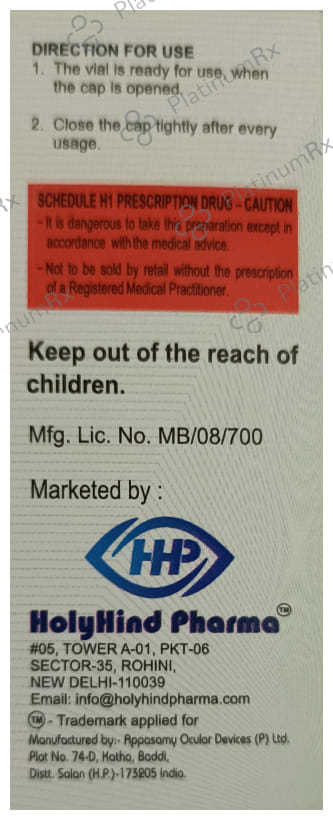 DIRECTION FOR USE
1. The vial is ready for use, when
the cap is opened.
2. Close the cap tightly after every
usage.
SCHEDULE H1 PRESCRIPTION DRUG - CAUTION
- It is dangerous to take this preparation except in
accordance with the medical advice.
- Not to be sold by retail without the prescription
of a Registered Medical Practitioner.
Keep out of the reach of
children.
Mfg. Lic. No. MB/08/700
Marketed by :
HHP
HolyHind Pharma TM
#05, TOWER A-01, PKT-06
SECTOR-35, ROHINI,
NEW DELHI-110039
Email: info@holyhindpharma.com
TM - Trademark applied for
Manufactured by:- Appasamy Ocular Devices (P) Ltd.
Plot No. 74-D, Katha, Baddi,
Distt. Solan (H.P.)-173205 India.
PlatinumRx
PlatinumRx
PlatinumRx